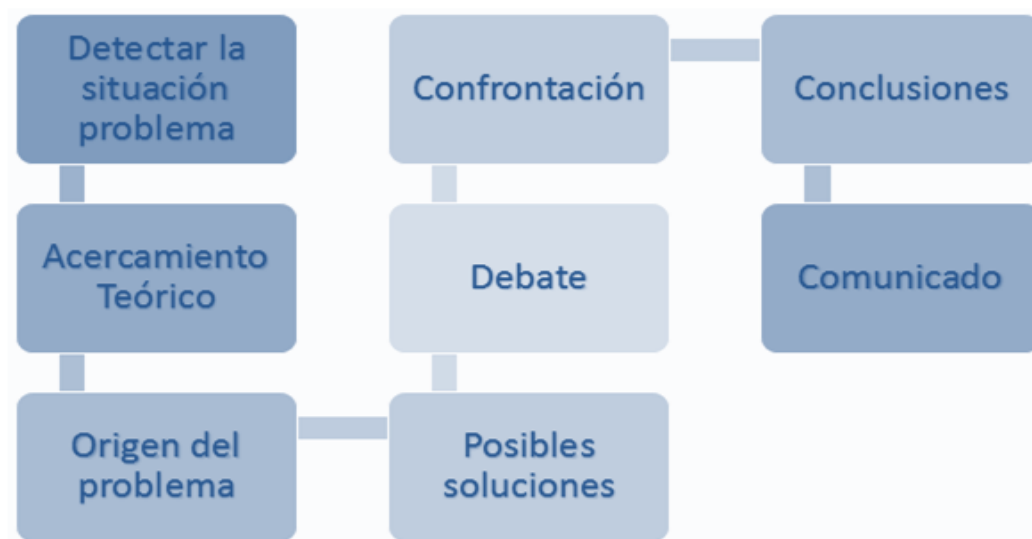 Detectar la
situación
problema
Acercamiento
Teórico
Origen del
problema
Posibles
soluciones
Debate
Confrontación
Conclusiones
Comunicado